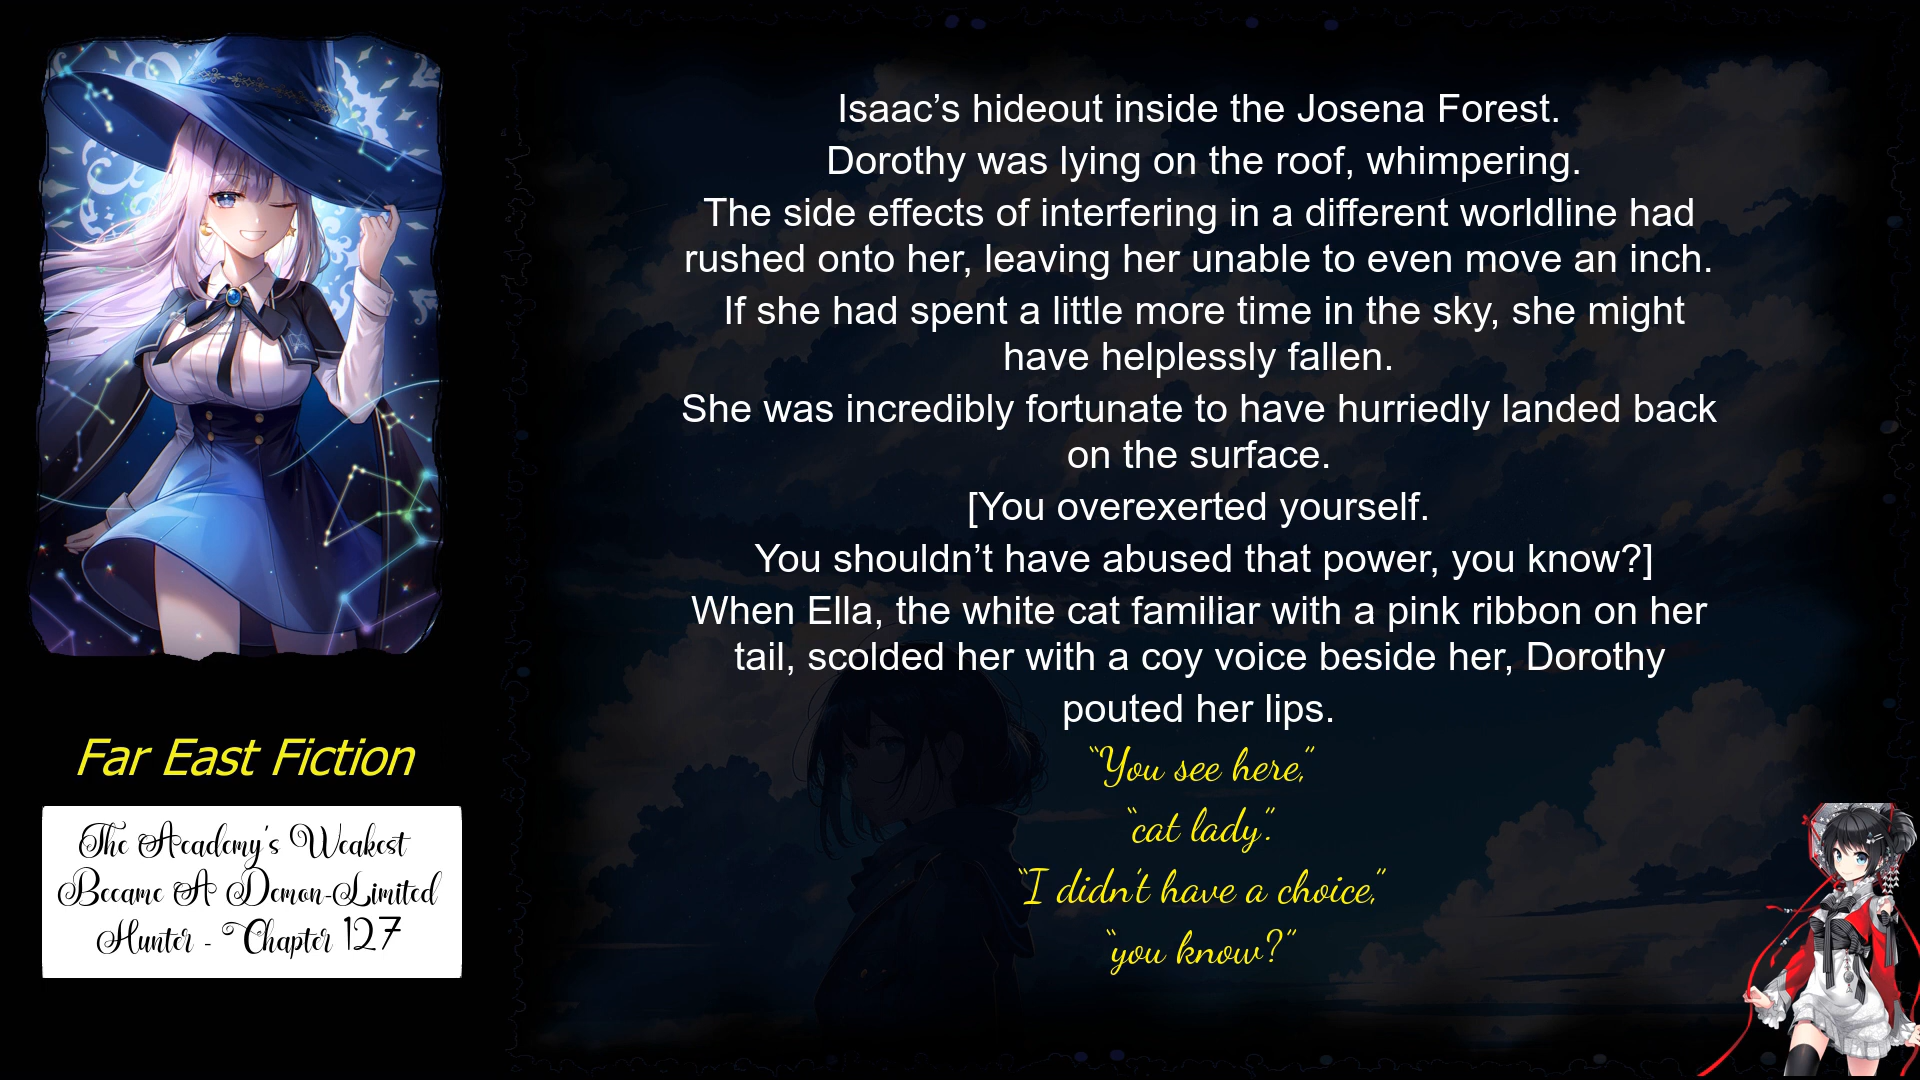 Isaac’s hideout inside the Josena Forest.
Dorothy was lying on the roof, whimpering.
The side effects of interfering in a different worldline had
rushed onto her, leaving her unable to even move an inch.
If she had spent a little more time in the sky, she might
have helplessly fallen.
She was incredibly fortunate to have hurriedly landed back
on the surface.
[You overexerted yourself.
You shouldn’t have abused that power, you know?]
When Ella, the white cat familiar with a pink ribbon on her
tail, scolded her with a coy voice beside her, Dorothy
pouted her lips.
“You see here,”
“cat lady”.
“I didn’t have a choice,”
“you know?”
Far East Fiction
The Academy's Weakest
Became A Demon-Limited
Hunter - Chapter 127